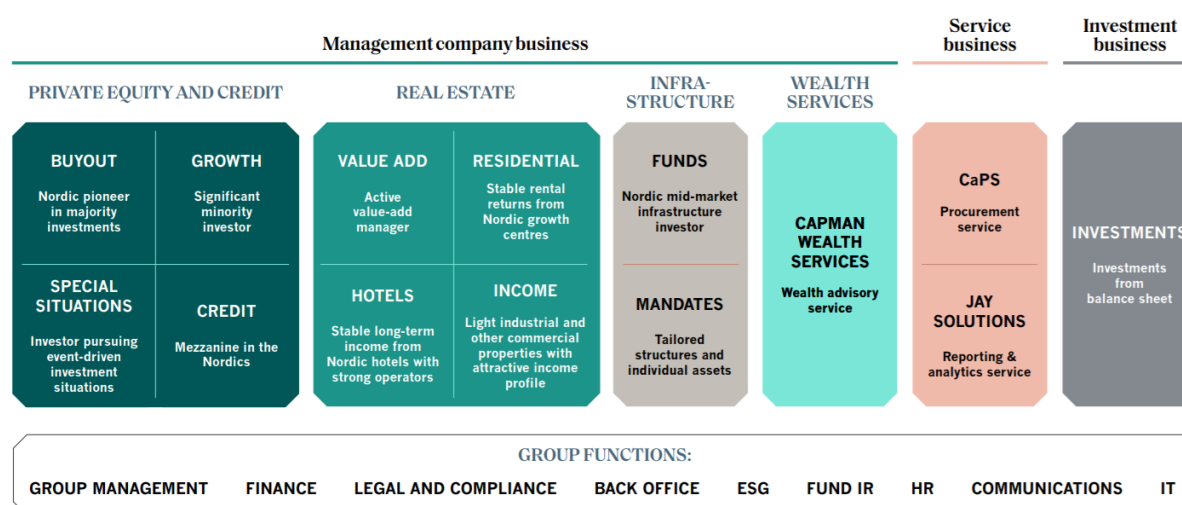 Management company business
Service
business
Investment
business
PRIVATE EQUITY AND CREDIT
REAL ESTATE
INFRA-
STRUCTURE
WEALTH
SERVICES
BUYOUT
Nordic pioneer
in majority
investments
GROWTH
Significant
minority
investor
SPECIAL
SITUATIONS
Investor pursuing
event-driven
investment
situations
CREDIT
Mezzanine in the
Nordics
VALUE ADD
Active
value-add
manager
RESIDENTIAL
Stable rental
returns from
Nordic growth
centres
HOTELS
Stable long-term
income from
Nordic hotels with
strong operators
INCOME
Light industrial and
other commercial
properties with
attractive income
profile
FUNDS
Nordic mid-market
infrastructure
investor
MANDATES
Tailored
structures and
individual assets
CAPMAN
WEALTH
SERVICES
Wealth advisory
service
CaPS
Procurement
service
JAY
SOLUTIONS
Reporting &
analytics service
INVESTMENTS
Investments
from
balance sheet
GROUP FUNCTIONS:
GROUP MANAGEMENT FINANCE LEGAL AND COMPLIANCE BACK OFFICE ESG FUND IR HR COMMUNICATIONS IT